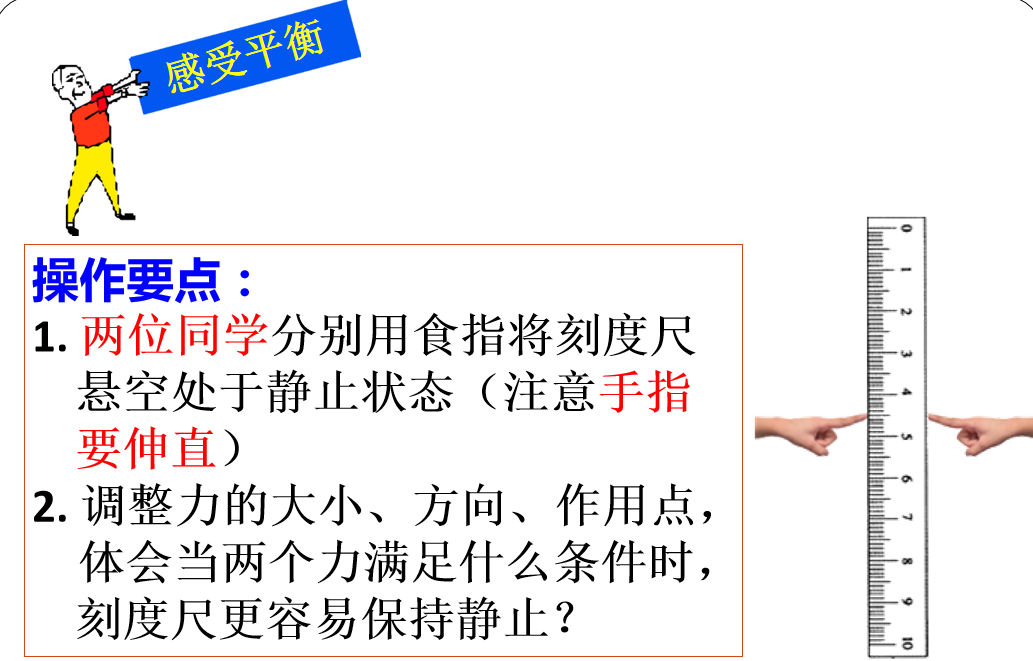 感受平衡
操作要点：
1. 两位同学分别用食指将刻度尺
悬空处于静止状态（注意手指
要伸直）
2. 调整力的大小、方向、作用点，
体会当两个力满足什么条件时，
刻度尺更容易保持静止？
0
1
2
3
4
5
6
7
8
9
10